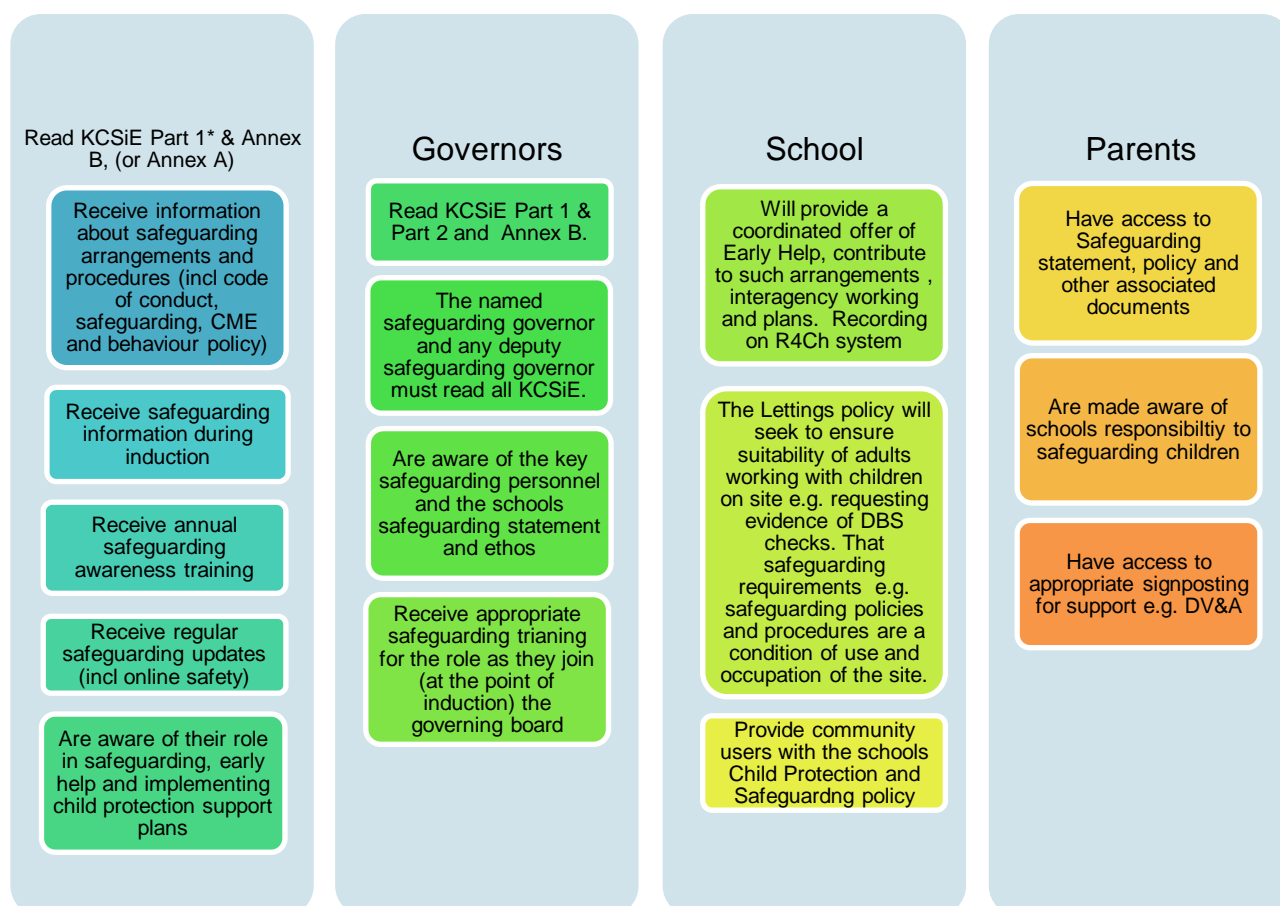 Read KCSiE Part 1* & Annex
B, (or Annex A)
Receive information
about safeguarding
arrangements and
procedures (incl code
of conduct,
safeguarding, CME
and behaviour policy)
Receive safeguarding
information during
induction
Receive annual
safeguarding
awareness training
Receive regular
safeguarding updates
(incl online safety)
Are aware of their role
in safeguarding, early
help and implementing
child protection support
plans
Governors
Read KCSiE Part 1 &
Part 2 and Annex B.
The named
safeguarding governor
and any deputy
safeguarding governor
must read all KCSiE.
Are aware of the key
safeguarding personnel
and the schools
safeguarding statement
and ethos
Receive appropriate
safeguarding trianing
for the role as they join
(at the point of
induction) the
governing board
School
Will provide a
coordinated offer of
Early Help, contribute
to such arrangements ,
interagency working
and plans. Recording
on R4Ch system
The Lettings policy will
seek to ensure
suitability of adults
working with children
on site e.g. requesting
evidence of DBS
checks. That
safeguarding
requirements e.g.
safeguarding policies
and procedures are a
condition of use and
occupation of the site.
Provide community
users with the schools
Child Protection and
Safeguardng policy
Parents
Have access to
Safeguarding
statement, policy and
other associated
documents
Are made aware of
schools responsibiltiy to
safeguarding children
Have access to
appropriate signposting
for support e.g. DV&A